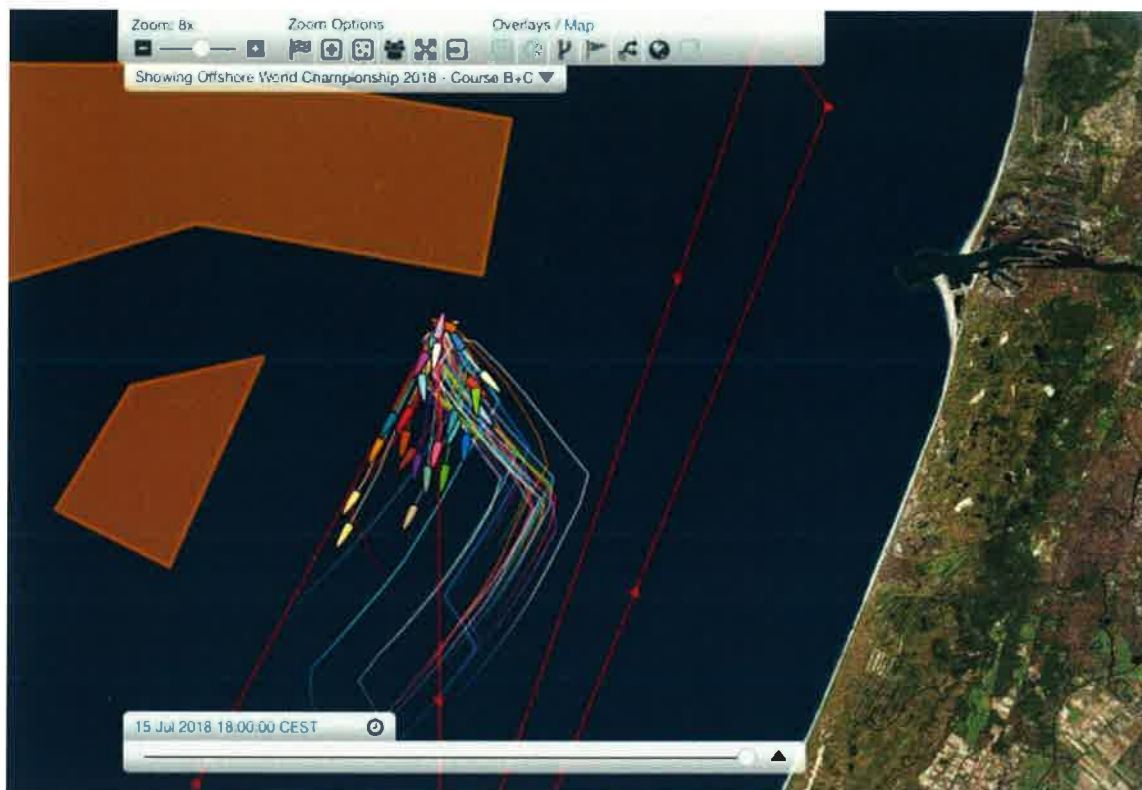 Zoom: 8x
Zoom Options
Overlays / Map
Showing Offshore World Championship 2018 - Course B+C
15 Jul 2018 18:00:00 CEST